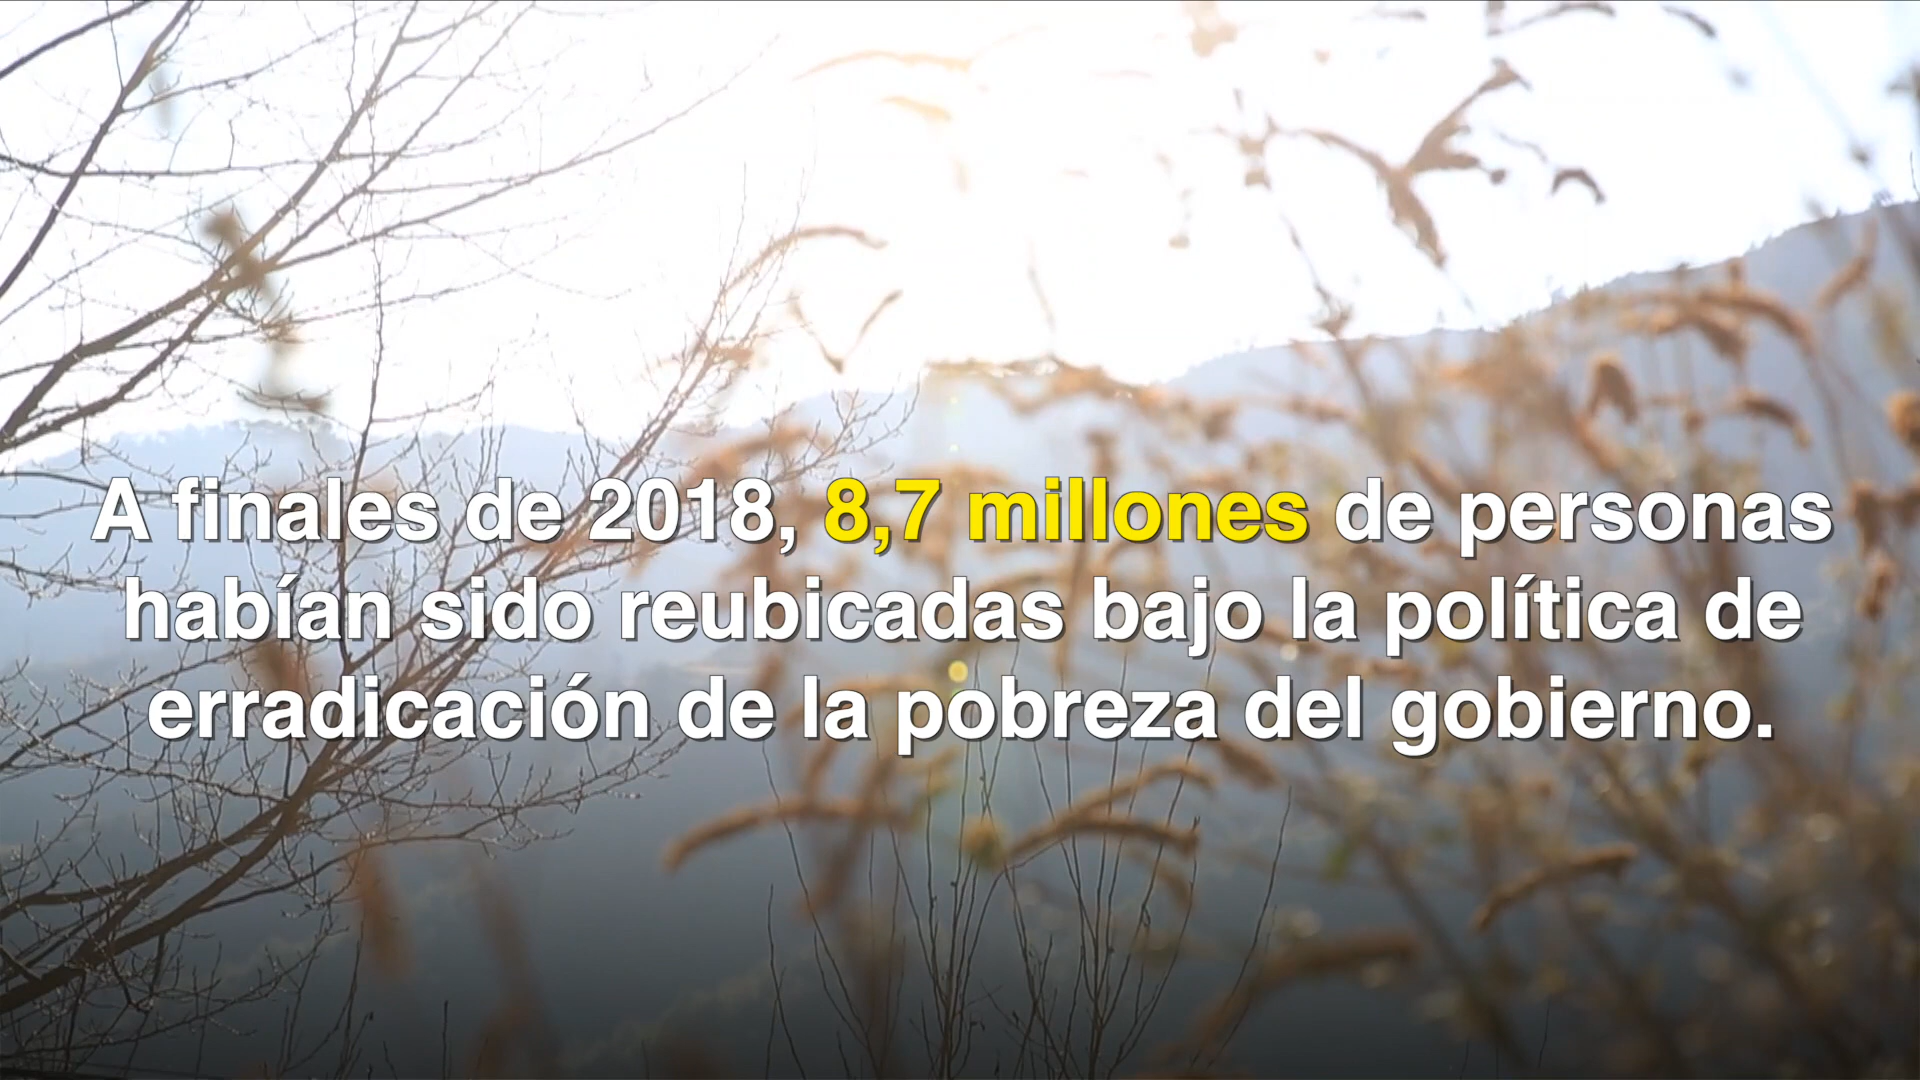 A finales de 2018, 8,7 millones de personas
habían sido reubicadas bajo la política de
erradicación de la pobreza del gobierno.